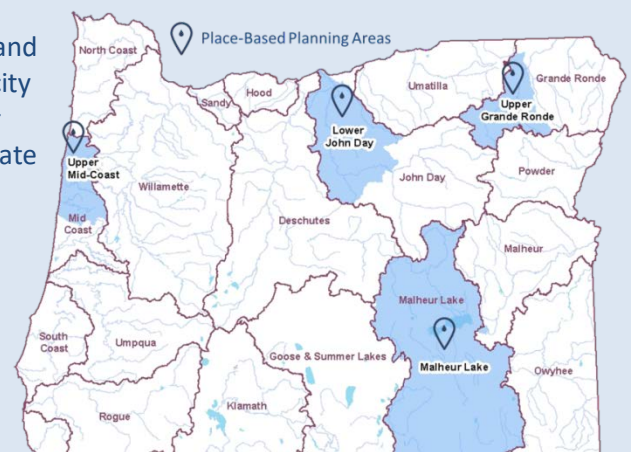 and
city
ate
Place-Based Planning Areas
North Coast
Sandy
Hood
Umatilla
Grande Ronde
Upper
Grande Ronde
Lower
John Day
Upper
Mid-Coast
Willamette
John Day
Powder
Mid
Coast
Deschutes
Malheur
Malheur Lake
South
Coast
Umpqua
Goose & Summer Lakes
Malheur Lake
Owyhee
Rogue
Klamath